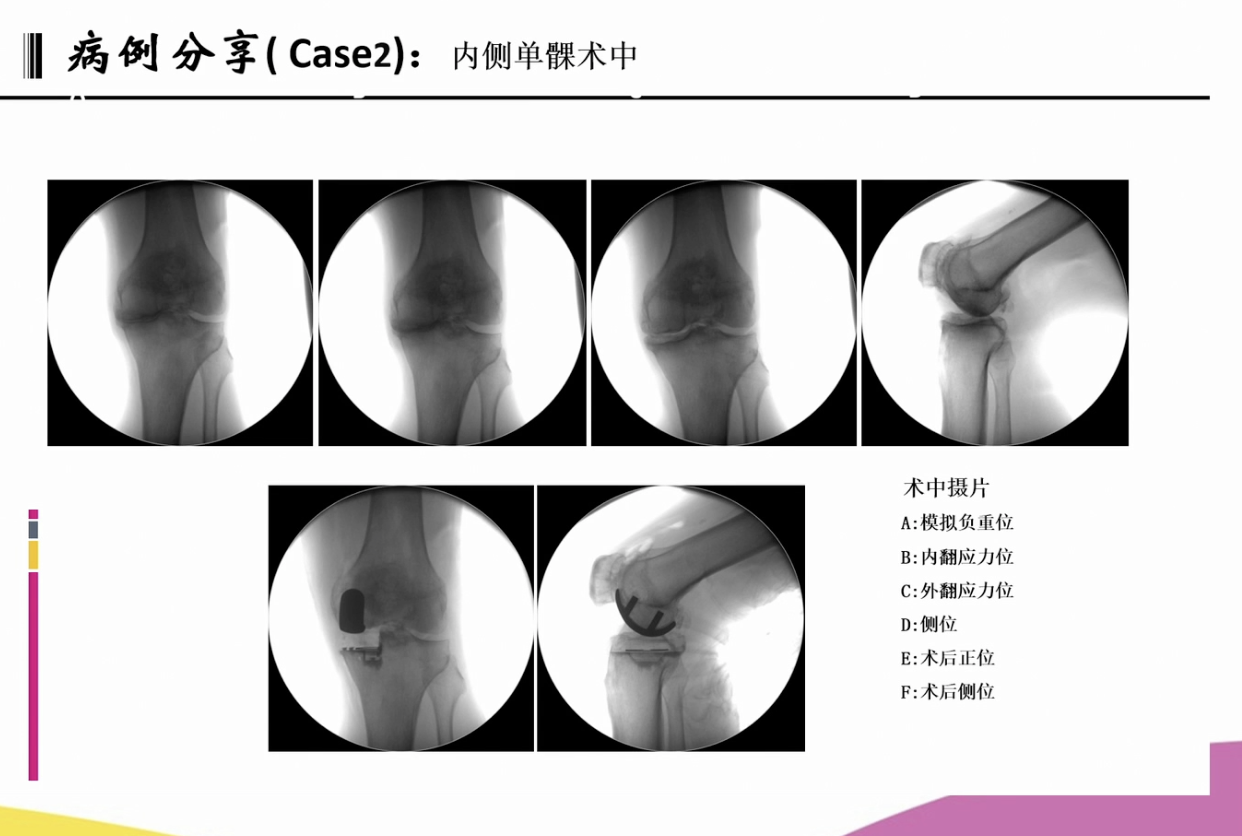 病例分享( Case2)： 内侧单髁术中
术中摄片
A:模拟负重位
B:内翻应力位
C:外翻应力位
D:侧位
E:术后正位
F:术后侧位